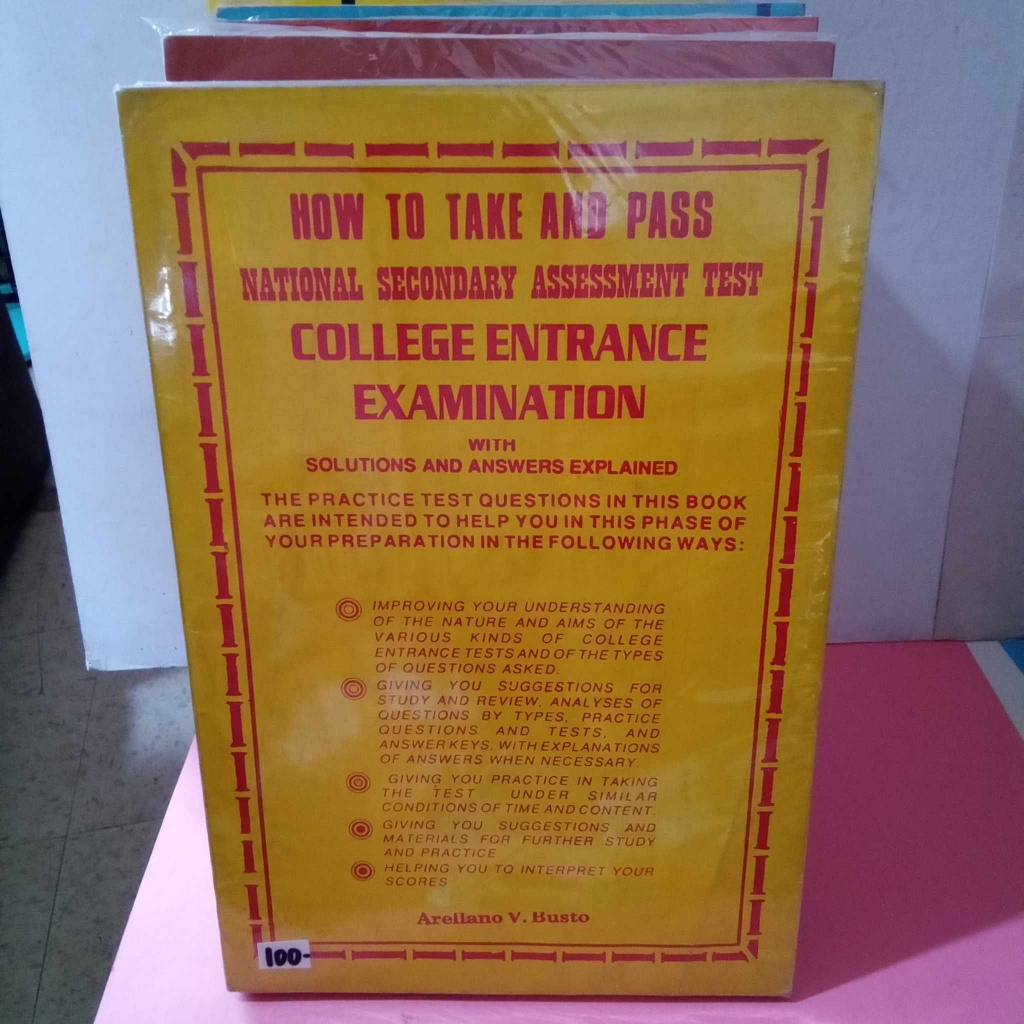 HOW TO TAKE AND PASS
NATIONAL SECONDARY ASSESSMENT TEST
COLLEGE ENTRANCE
EXAMINATION
WITH
SOLUTIONS AND ANSWERS EXPLAINED
THE PRACTICE TEST QUESTIONS IN THIS BOOK
ARE INTENDED TO HELP YOU IN THIS PHASE OF
YOUR PREPARATION IN THE FOLLOWING WAYS:
IMPROVING YOUR UNDERSTANDING
OF THE NATURE AND AIMS OF THE
VARIOUS KINDS OF COLLEGE
ENTRANCE TESTS AND OF THE TYPES
OF QUESTIONS ASKED.
GIVING YOU SUGGESTIONS FOR
STUDY AND REVIEW, ANALYSES OF
QUESTIONS BY TYPES, PRACTICE
QUESTIONS AND TESTS, AND
ANSWER KEYS, WITH EXPLANATIONS
OF ANSWERS WHEN NECESSARY.
GIVING YOU PRACTICE IN TAKING
THE TEST UNDER SIMILAR
CONDITIONS OF TIME AND CONTENT.
GIVING YOU SUGGESTIONS AND
MATERIALS FOR FURTHER STUDY
AND PRACTICE
HELPING YOU TO INTERPRET YOUR
SCORES
Arellano V. Busto
100-